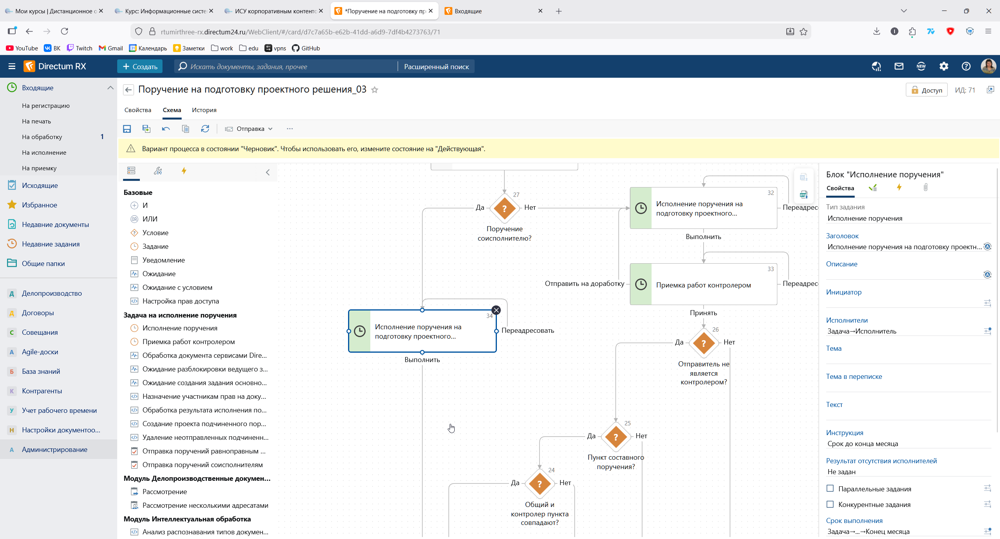 Мои курсы | Дистанционное о
Курс: Информационные систе
ИСУ корпоративным контенто
*Поручение на подготовку пр
Входящие
rtumirthree-rx.directum24.ru/WebClient/#/card/d7c7a65b-e62b-41dd-a6d9-7df4b4273763/71
YouTube
ВК
Twitch
Gmail
31
Календарь
Заметки
work
edu
vpns
GitHub
Directum RX
Создать
Искать документы, задания, прочее
Расширенный поиск
NEW
Входящие
На регистрацию
На печать
На обработку 1
На исполнение
На приемку
Исходящие
Избранное
Недавние документы
Недавние задания
Общие папки
Д Делопроизводство
Д Договоры
С Совещания
A Agile-доски
Б База знаний
К Контрагенты
У Учет рабочего времени
Н Настройки документоо...
А Администрирование
Поручение на подготовку проектного решения_03
Доступ
ИД: 71
Свойства
Схема
История
Отправка
Вариант процесса в состоянии "Черновик". Чтобы использовать его, измените состояние на "Действующая".
Базовые
И
OR ИЛИ
Условие
Задание
Уведомление
Ожидание
Ожидание с условием
Настройка прав доступа
Задача на исполнение поручения
Исполнение поручения
Приемка работ контролером
Обработка документа сервисами Dire...
Ожидание разблокировки ведущего з...
Ожидание создания задания основно...
Назначение участникам прав на доку...
Обработка результата исполнения по...
Создание проекта подчиненного пор...
Удаление неотправленных подчиненн...
Отправка поручений равноправным ...
Отправка поручений соисполнителям
Модуль Делопроизводственные докумен...
Рассмотрение
Рассмотрение несколькими адресатами
Модуль Интеллектуальная обработка
Анализ распознавания типов докумен...
27
Да
?
Нет
Поручение
соисполнителю?
32
Исполнение поручения на
подготовку проектного...
Переадрес
Выполнить
33
Отправить на доработку
Приемка работ контролером
Переадрес
Принять
34
Исполнение поручения на
подготовку проектного...
Переадресовать
Выполнить
26
Да
?
Нет
Отправитель не
является
контролером?
25
Да
?
Нет
Пункт составного
поручения?
24
Да
?
Нет
Общий и
контролер пункта
совпадают?
W
png
Блок "Исполнение поручения"
Свойства
Тип задания
Исполнение поручения
Заголовок
Исполнение поручения на подготовку проектн...
Описание
Инициатор
Исполнители
Задача→Исполнитель
Тема
Тема в переписке
Текст
Инструкция
Срок до конца месяца
Результат отсутствия исполнителей
Не задан
Параллельные задания
Конкурентные задания
Срок выполнения
Задача→...→Конец месяца